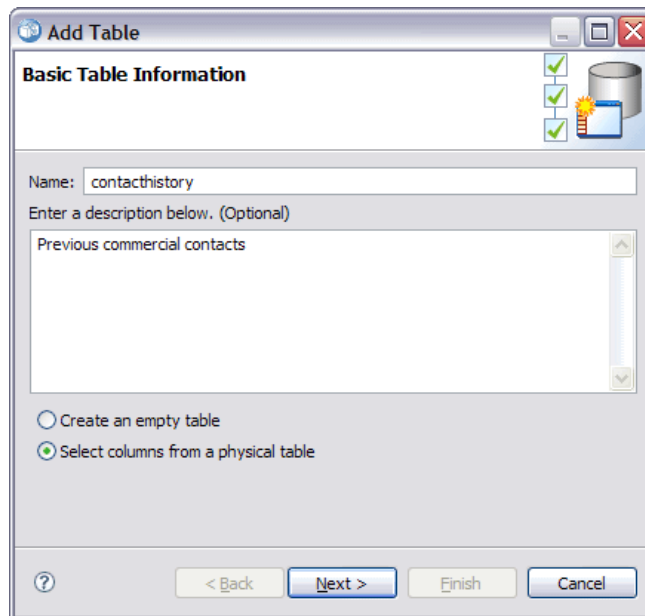 Add Table
Basic Table Information
Name: contacthistory
Enter a description below. (Optional)
Previous commercial contacts
Create an empty table
Select columns from a physical table
? < Back Next > Finish Cancel